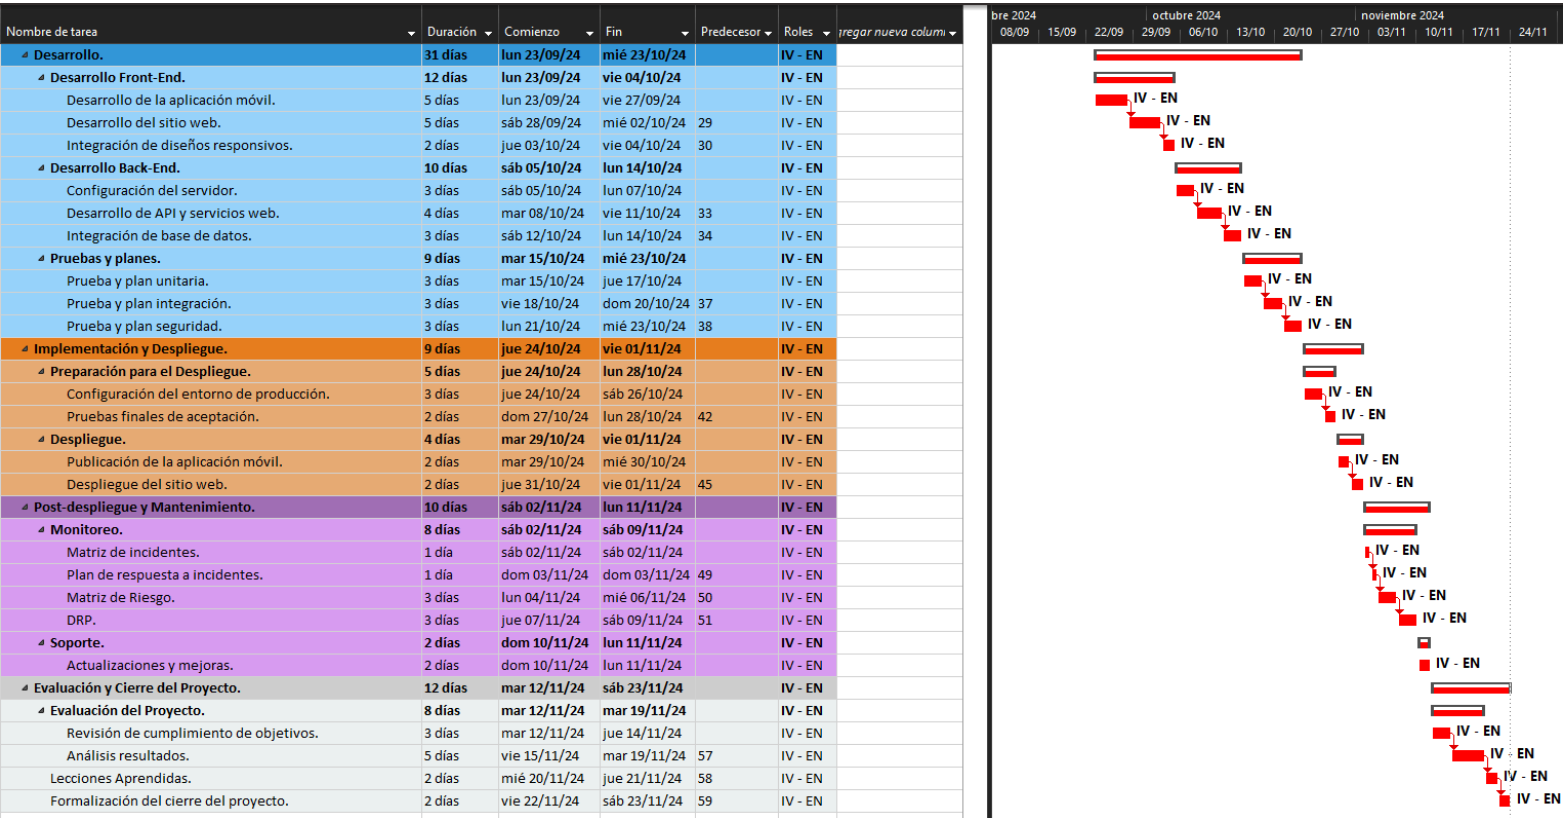 bre 2024 octubre 2024 noviembre 2024
Nombre de tarea Duración Comienzo Fin Predecesor Roles regar nueva colum 08/09 15/09 22/09 29/09 06/10 13/10 20/10 27/10 03/11 10/11 17/11 24/11
Desarrollo. 31 días lun 23/09/24 mié 23/10/24 IV - EN
Desarrollo Front-End. 12 días lun 23/09/24 vie 04/10/24 IV - EN
Desarrollo de la aplicación móvil. 5 días lun 23/09/24 vie 27/09/24 IV - EN IV - EN
Desarrollo del sitio web. 5 días sáb 28/09/24 mié 02/10/24 29 IV - EN IV - EN
Integración de diseños responsivos. 2 días jue 03/10/24 vie 04/10/24 30 IV - EN IV - EN
Desarrollo Back-End. 10 días sáb 05/10/24 lun 14/10/24 IV - EN
Configuración del servidor. 3 días sáb 05/10/24 lun 07/10/24 IV - EN IV - EN
Desarrollo de API y servicios web. 4 días mar 08/10/24 vie 11/10/24 33 IV - EN IV - EN
Integración de base de datos. 3 días sáb 12/10/24 lun 14/10/24 34 IV - EN IV - EN
Pruebas y planes. 9 días mar 15/10/24 mié 23/10/24 IV - EN
Prueba y plan unitaria. 3 días mar 15/10/24 jue 17/10/24 IV - EN IV - EN
Prueba y plan integración. 3 días vie 18/10/24 dom 20/10/24 37 IV - EN IV - EN
Prueba y plan seguridad. 3 días lun 21/10/24 mié 23/10/24 38 IV - EN IV - EN
Implementación y Despliegue. 9 días jue 24/10/24 vie 01/11/24 IV - EN
Preparación para el Despliegue. 5 días jue 24/10/24 lun 28/10/24 IV - EN
Configuración del entorno de producción. 3 días jue 24/10/24 sáb 26/10/24 IV - EN IV - EN
Pruebas finales de aceptación. 2 días dom 27/10/24 lun 28/10/24 42 IV - EN IV - EN
Despliegue. 4 días mar 29/10/24 vie 01/11/24 IV - EN
Publicación de la aplicación móvil. 2 días mar 29/10/24 mié 30/10/24 IV - EN IV - EN
Despliegue del sitio web. 2 días jue 31/10/24 vie 01/11/24 45 IV - EN IV - EN
Post-despliegue y Mantenimiento. 10 días sáb 02/11/24 lun 11/11/24 IV - EN
Monitoreo. 8 días sáb 02/11/24 sáb 09/11/24 IV - EN
Matriz de incidentes. 1 día sáb 02/11/24 sáb 02/11/24 IV - EN IV - EN
Plan de respuesta a incidentes. 1 día dom 03/11/24 dom 03/11/24 49 IV - EN IV - EN
Matriz de Riesgo. 3 días lun 04/11/24 mié 06/11/24 50 IV - EN IV - EN
DRP. 3 días jue 07/11/24 sáb 09/11/24 51 IV - EN IV - EN
Soporte. 2 días dom 10/11/24 lun 11/11/24 IV - EN
Actualizaciones y mejoras. 2 días dom 10/11/24 lun 11/11/24 IV - EN IV - EN
Evaluación y Cierre del Proyecto. 12 días mar 12/11/24 sáb 23/11/24 IV - EN
Evaluación del Proyecto. 8 días mar 12/11/24 mar 19/11/24 IV - EN
Revisión de cumplimiento de objetivos. 3 días mar 12/11/24 jue 14/11/24 IV - EN IV - EN
Análisis resultados. 5 días vie 15/11/24 mar 19/11/24 57 IV - EN IV - EN
Lecciones Aprendidas. 2 días mié 20/11/24 jue 21/11/24 58 IV - EN IV - EN
Formalización del cierre del proyecto. 2 días vie 22/11/24 sáb 23/11/24 59 IV - EN IV - EN